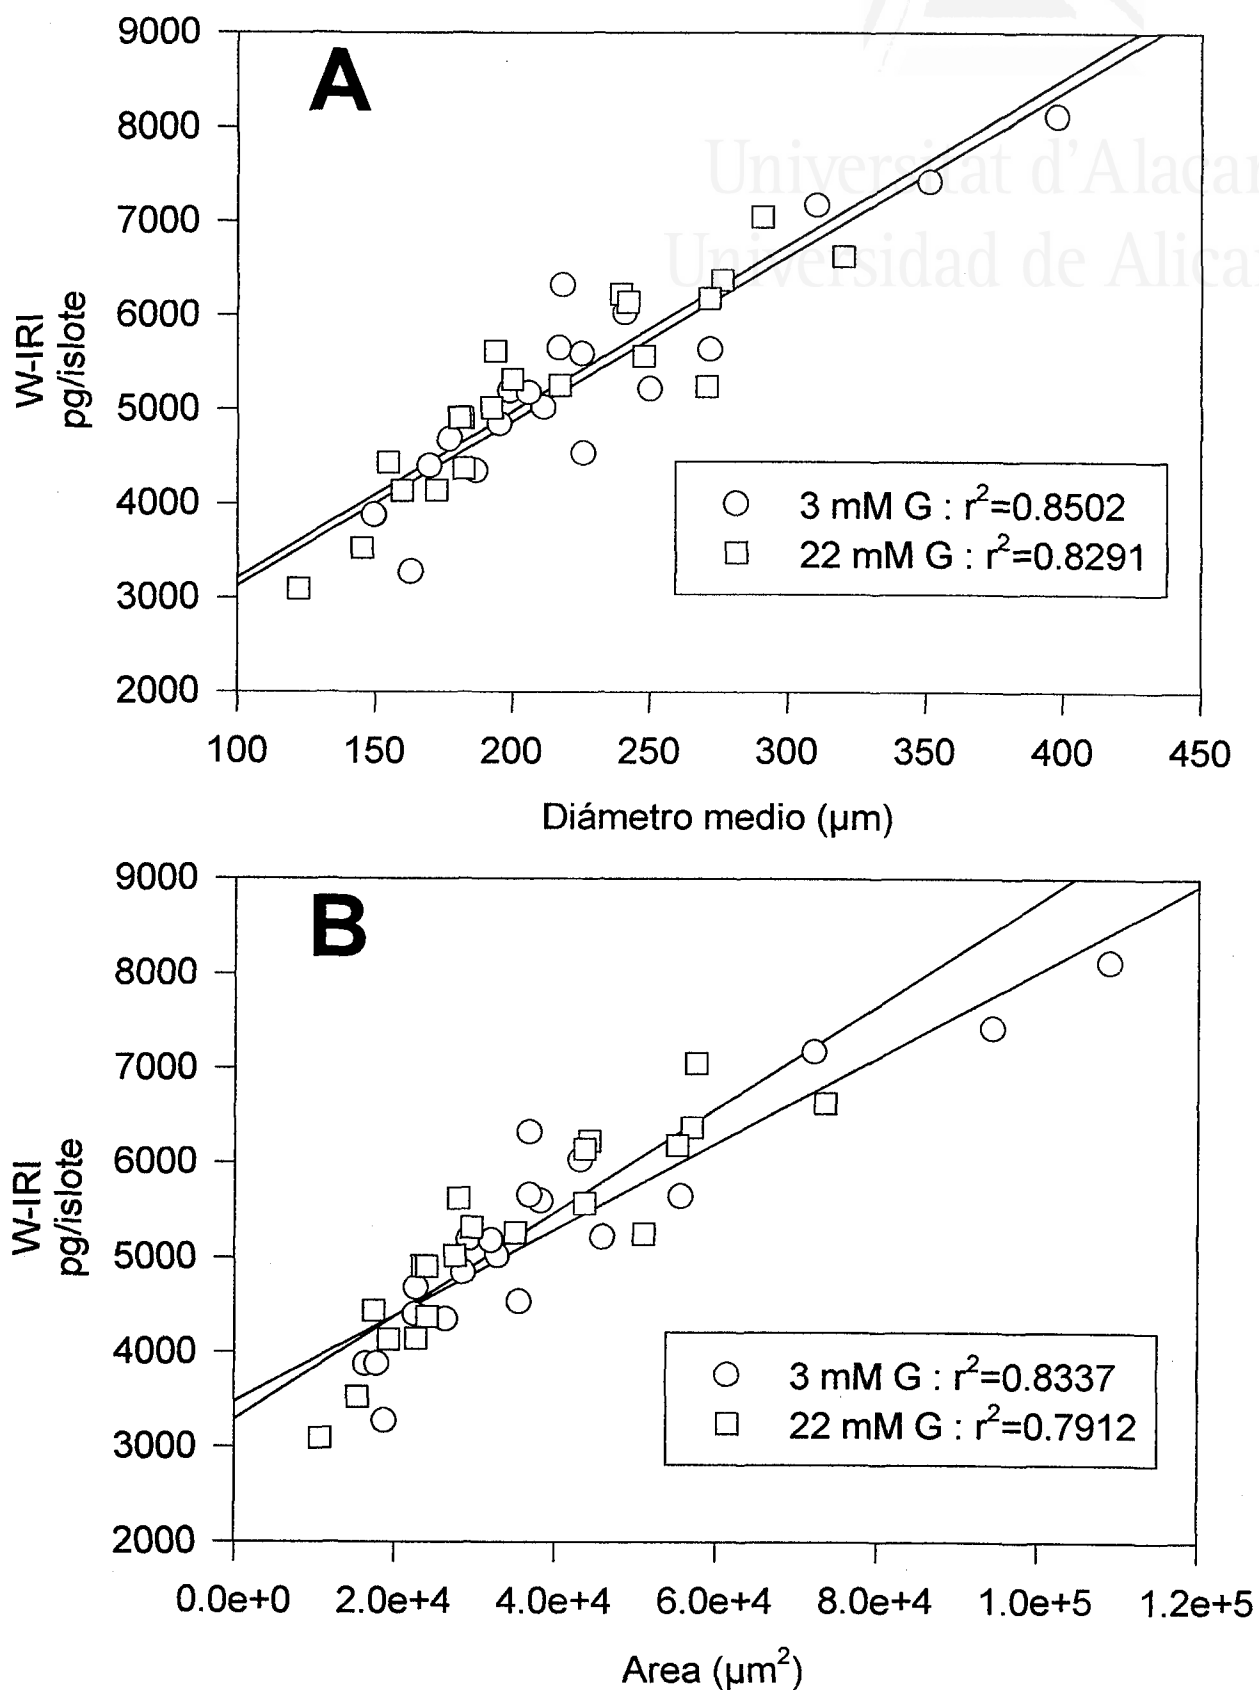 A
9000
8000
7000
6000
5000
4000
3000
2000
W-IRI
pg/islote
Universitat d'Alacan
Universidad de Alican
3 mM G : r²=0.8502
22 mM G : r²=0.8291
100 150 200 250 300 350 400 450
Diámetro medio (µm)
B
9000
8000
7000
6000
5000
4000
3000
2000
W-IRI
pg/islote
3 mM G : r²=0.8337
22 mM G : r²=0.7912
0.0e+0 2.0e+4 4.0e+4 6.0e+4 8.0e+4 1.0e+5 1.2e+5
Area (µm²)